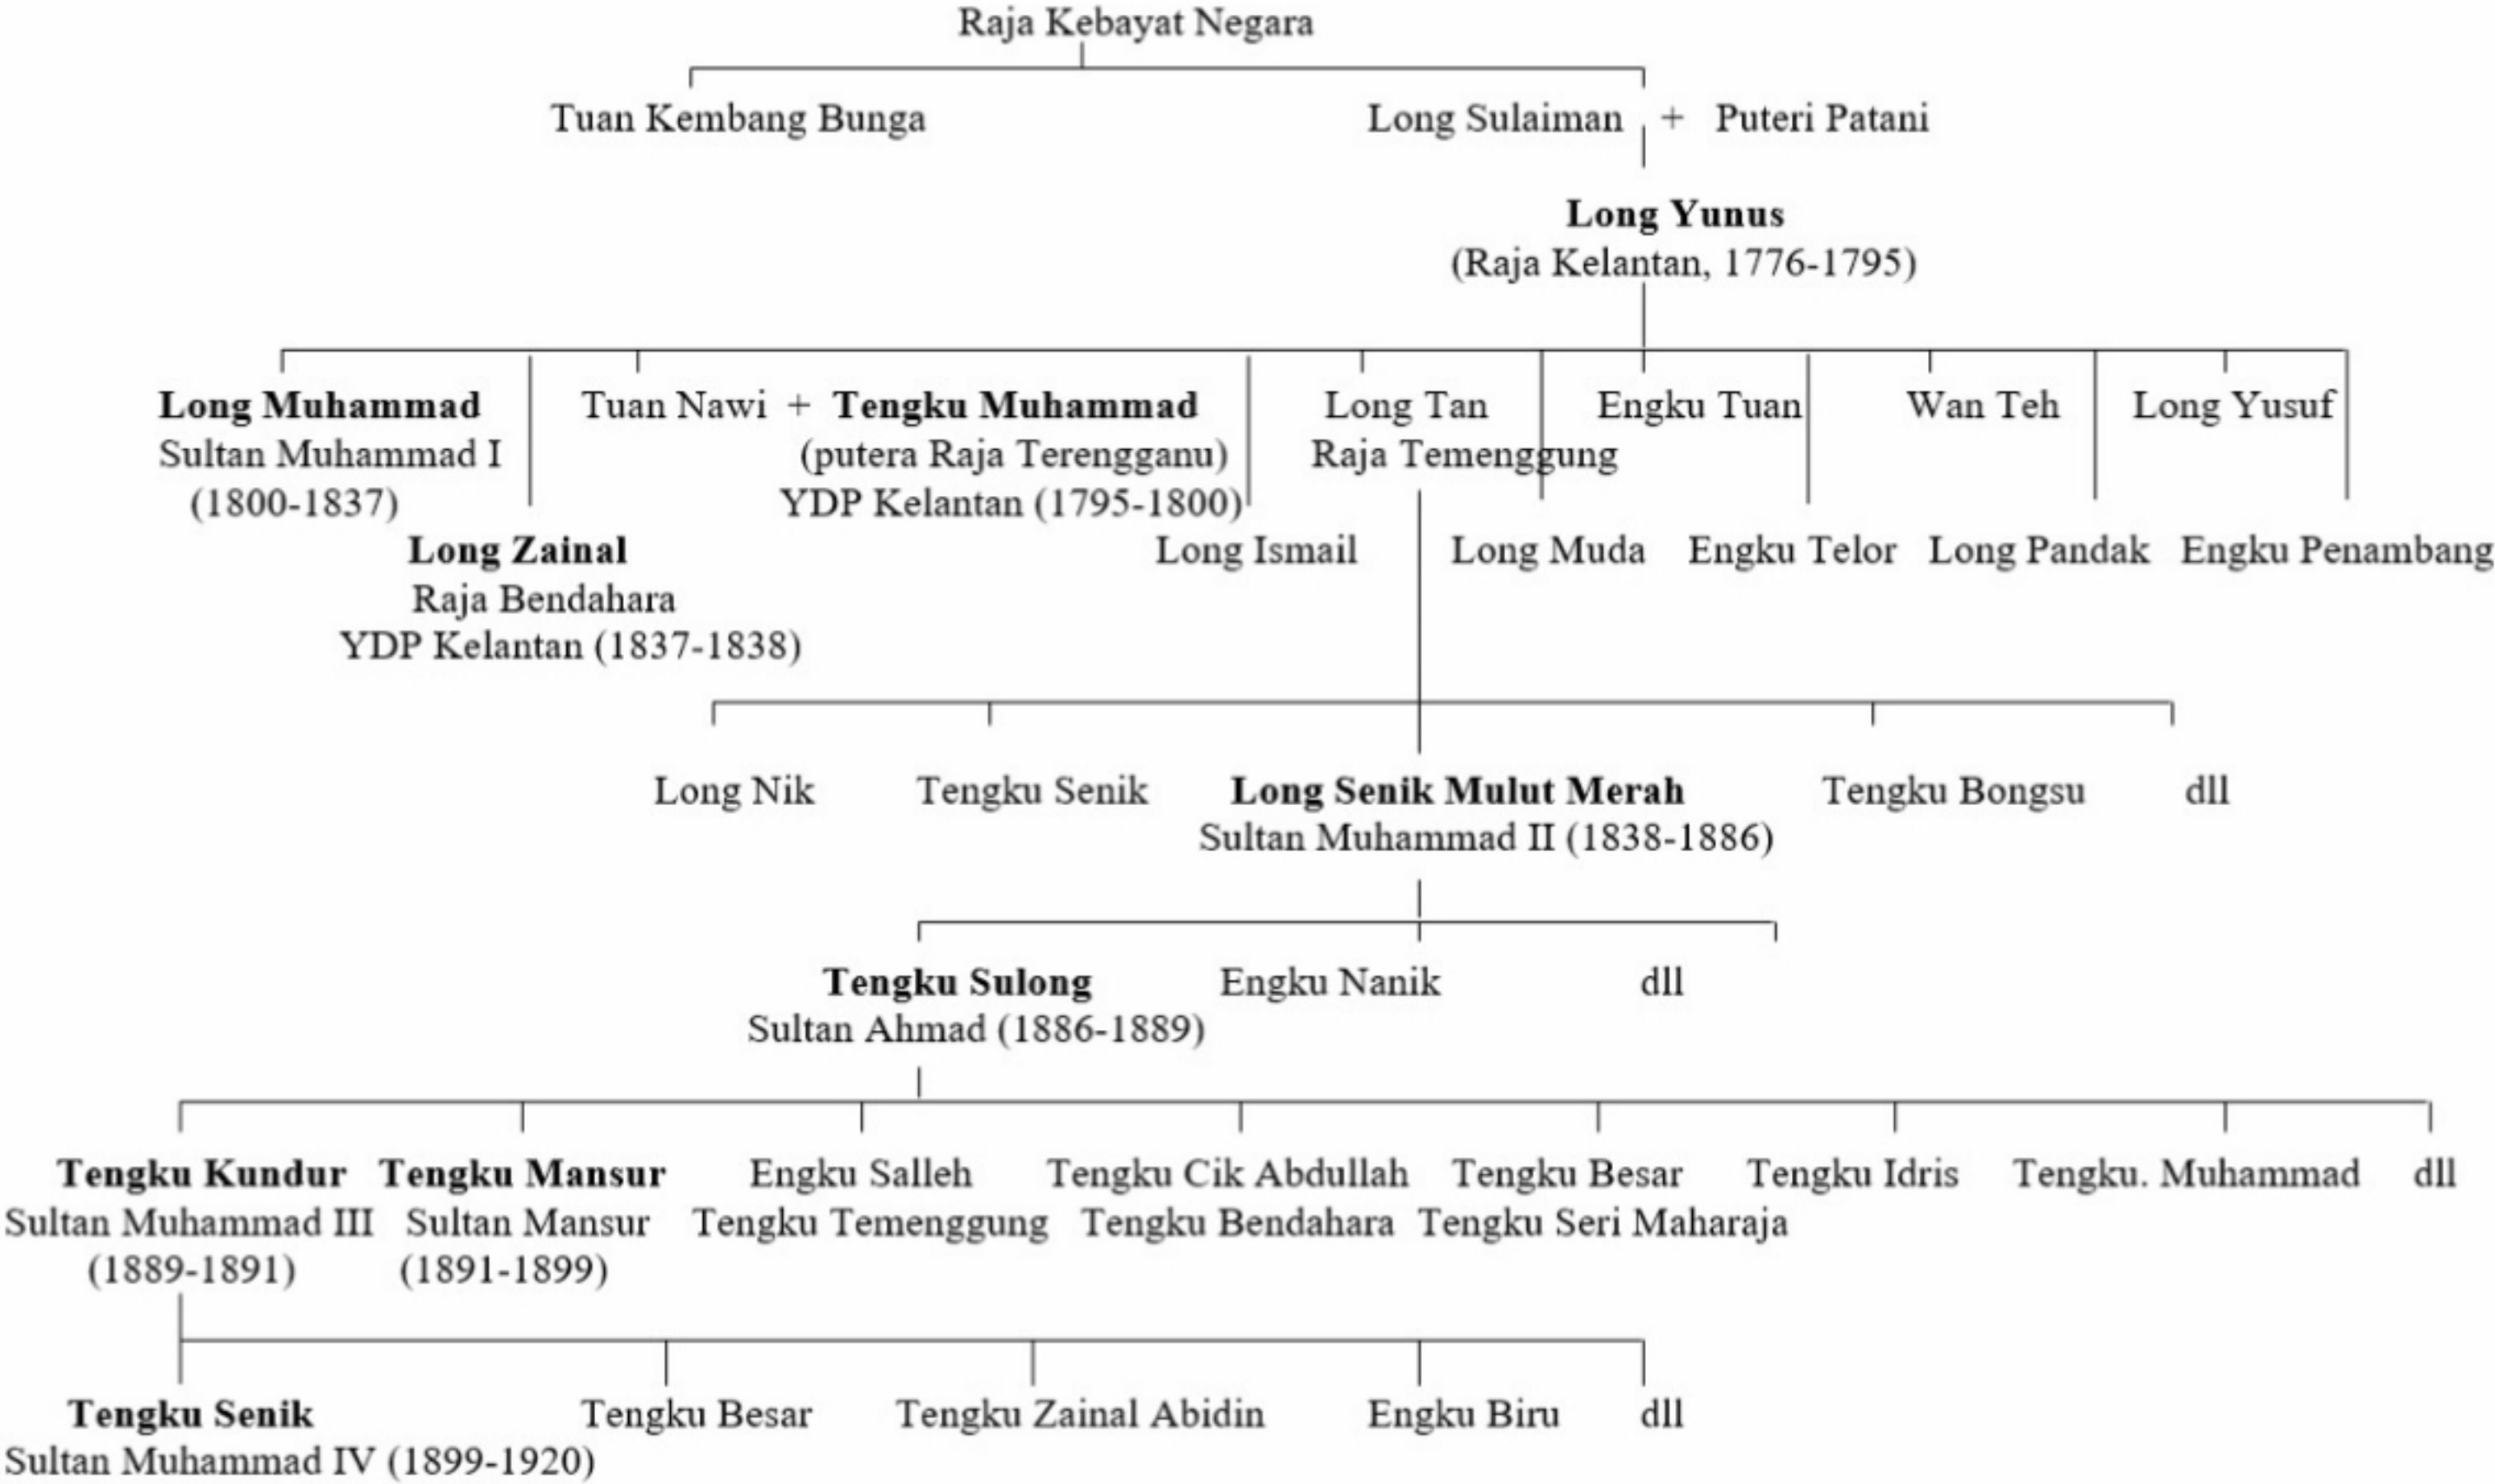 Raja Kebayat Negara
Tuan Kembang Bunga Long Sulaiman + Puteri Patani
Long Yunus
(Raja Kelantan, 1776-1795)
Long Muhammad Tuan Nawi + Tengku Muhammad Long Tan Engku Tuan Wan Teh Long Yusuf
Sultan Muhammad I (putera Raja Terengganu) Raja Temenggung
(1800-1837) YDP Kelantan (1795-1800)
Long Zainal Long Ismail Long Muda Engku Telor Long Pandak Engku Penambang
Raja Bendahara
YDP Kelantan (1837-1838)
Long Nik Tengku Senik Long Senik Mulut Merah Tengku Bongsu dll
Sultan Muhammad II (1838-1886)
Tengku Sulong Engku Nanik dll
Sultan Ahmad (1886-1889)
Tengku Kundur Tengku Mansur Engku Salleh Tengku Cik Abdullah Tengku Besar Tengku Idris Tengku. Muhammad dll
Sultan Muhammad III Sultan Mansur Tengku Temenggung Tengku Bendahara Tengku Seri Maharaja
(1889-1891) (1891-1899)
Tengku Senik Tengku Besar Tengku Zainal Abidin Engku Biru dll
Sultan Muhammad IV (1899-1920)